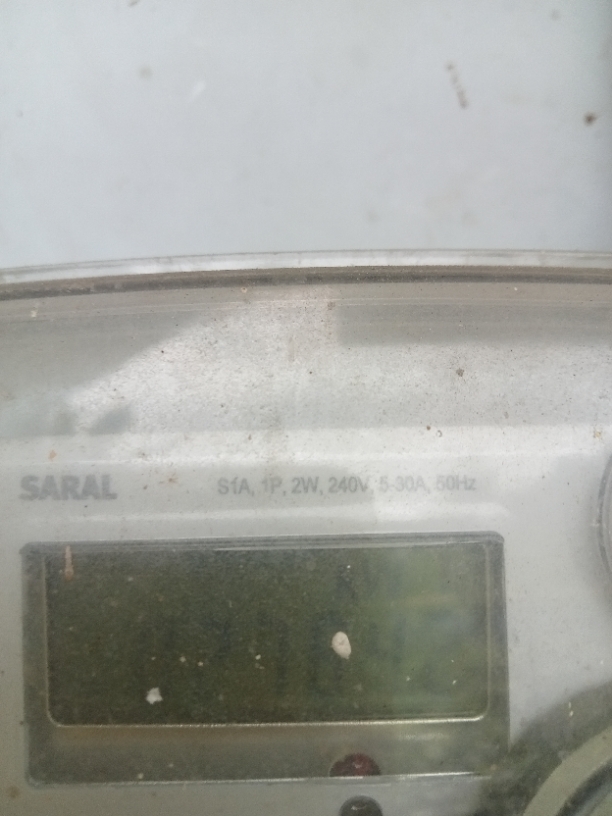 SARAL
S1A, 1P, 2W, 240V, 5-30A, 50Hz